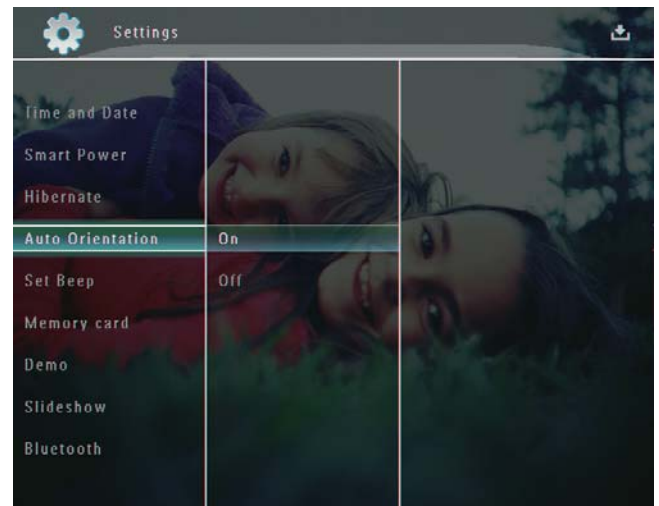 Settings
Time and Date
Smart Power
Hibernate
Auto Orientation
On
Set Beep
Off
Memory card
Demo
Slideshow
Bluetooth